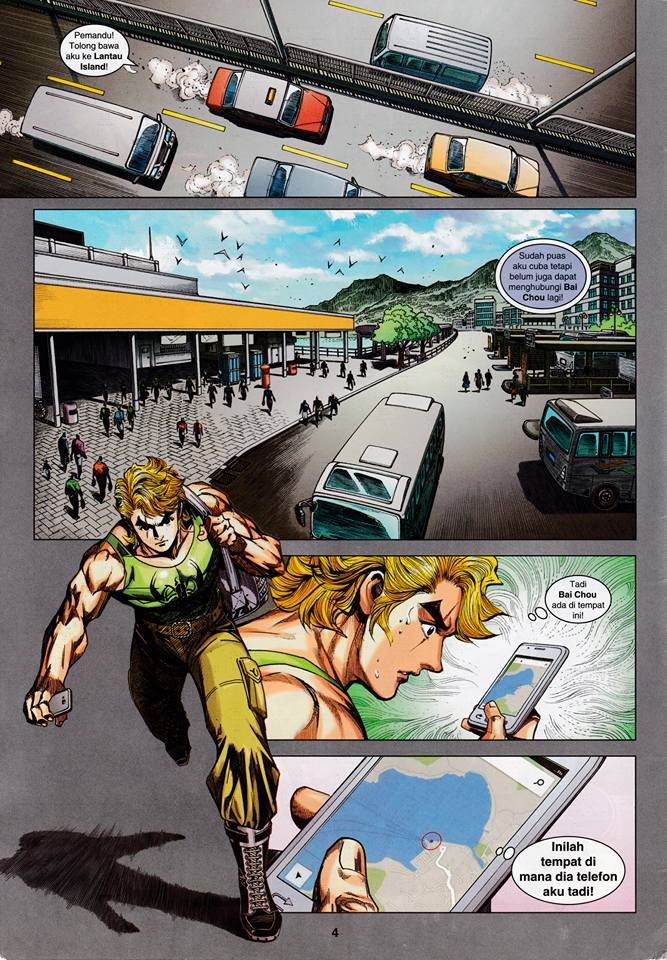 Pemandu!
Tolong bawa
aku ke Lantau
Island!
Sudah puas
aku cuba tetapi
belum juga dapat
menghubungi Bai
Chou lagi!
Tadi
Bai Chou
ada di tempat
ini!
Inilah
tempat di
mana dia telefon
aku tadi!
4